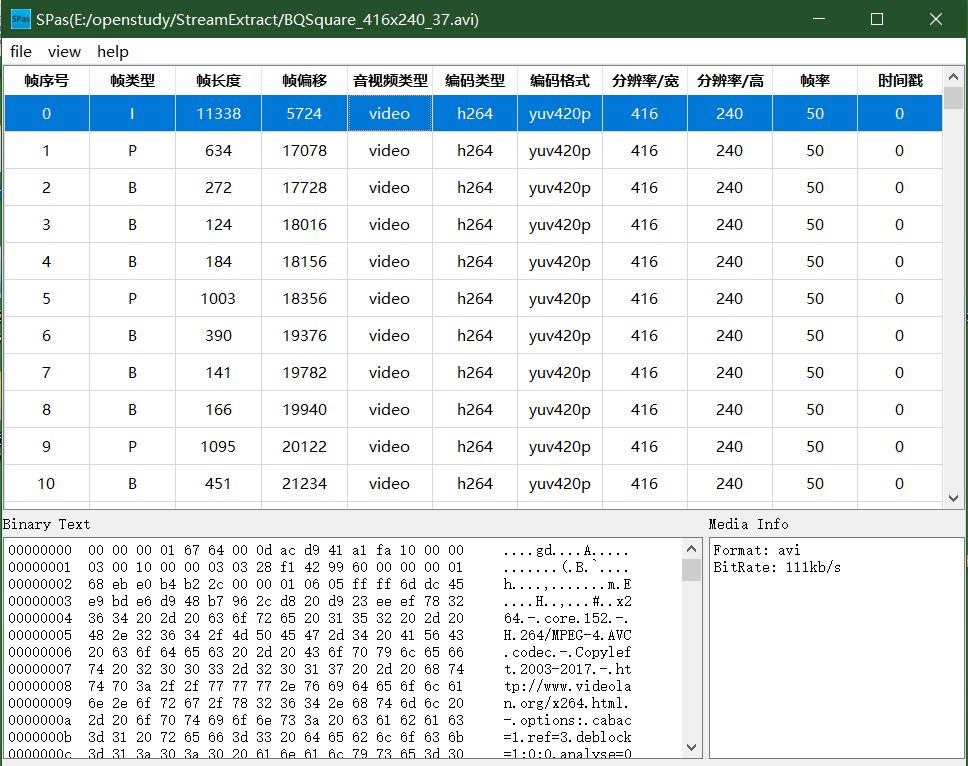 SPas SPas(E:/openstudy/StreamExtract/BQSquare_416x240_37.avi)
file view help
帧序号 帧类型 帧长度 帧偏移 音视频类型 编码类型 编码格式 分辨率/宽 分辨率/高 帧率 时间戳
0 I 11338 5724 video h264 yuv420p 416 240 50 0
1 P 634 17078 video h264 yuv420p 416 240 50 0
2 B 272 17728 video h264 yuv420p 416 240 50 0
3 B 124 18016 video h264 yuv420p 416 240 50 0
4 B 184 18156 video h264 yuv420p 416 240 50 0
5 P 1003 18356 video h264 yuv420p 416 240 50 0
6 B 390 19376 video h264 yuv420p 416 240 50 0
7 B 141 19782 video h264 yuv420p 416 240 50 0
8 B 166 19940 video h264 yuv420p 416 240 50 0
9 P 1095 20122 video h264 yuv420p 416 240 50 0
10 B 451 21234 video h264 yuv420p 416 240 50 0
Binary Text
00000000 00 00 00 01 67 64 00 0d ac d9 41 a1 fa 10 00 00 ....gd....A.....
00000001 03 00 10 00 00 03 03 28 f1 42 99 60 00 00 00 01 .......(.B.`....
00000002 68 eb e0 b4 b2 2c 00 00 01 06 05 ff ff 6d dc 45 h....,.......m.E
00000003 e9 bd e6 d9 48 b7 96 2c d8 20 d9 23 ee ef 78 32 ....H..,...#..x2
00000004 36 34 20 2d 20 63 6f 72 65 20 31 35 32 20 2d 20 64.-.core.152.-.
00000005 48 2e 32 36 34 2f 4d 50 45 47 2d 34 20 41 56 43 H.264/MPEG-4.AVC
00000006 20 63 6f 64 65 63 20 2d 20 43 6f 70 79 6c 65 66 .codec.-.Copylef
00000007 74 20 32 30 30 33 2d 32 30 31 37 20 2d 20 68 74 t.2003-2017.-.ht
00000008 74 70 3a 2f 2f 77 77 77 2e 76 69 64 65 6f 6c 61 tp://www.videola
00000009 6e 2e 6f 72 67 2f 78 32 36 34 2e 68 74 6d 6c 20 n.org/x264.html.
0000000a 2d 20 6f 70 74 69 6f 6e 73 3a 20 63 61 62 61 63 -.options:.cabac
0000000b 3d 31 20 72 65 66 3d 33 20 64 65 62 6c 6f 63 6b =1.ref=3.deblock
0000000c 3d 31 3a 30 3a 30 20 61 6e 61 6c 79 73 65 3d 30 =1:0:0.analyse=0
Media Info
Format: avi
BitRate: 111kb/s